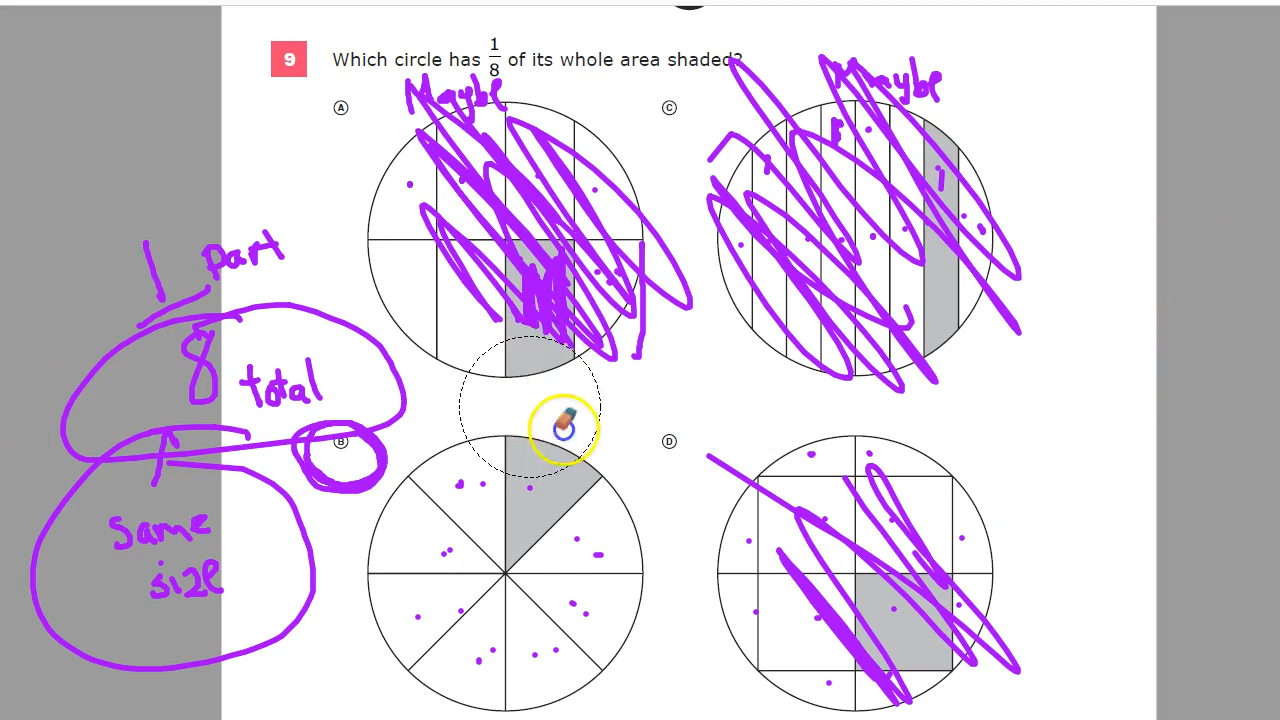 9 Which circle has 1/8 of its whole area shaded?
Maybe
Maybe
A
C
1 Part
8 total
B
D
same
size